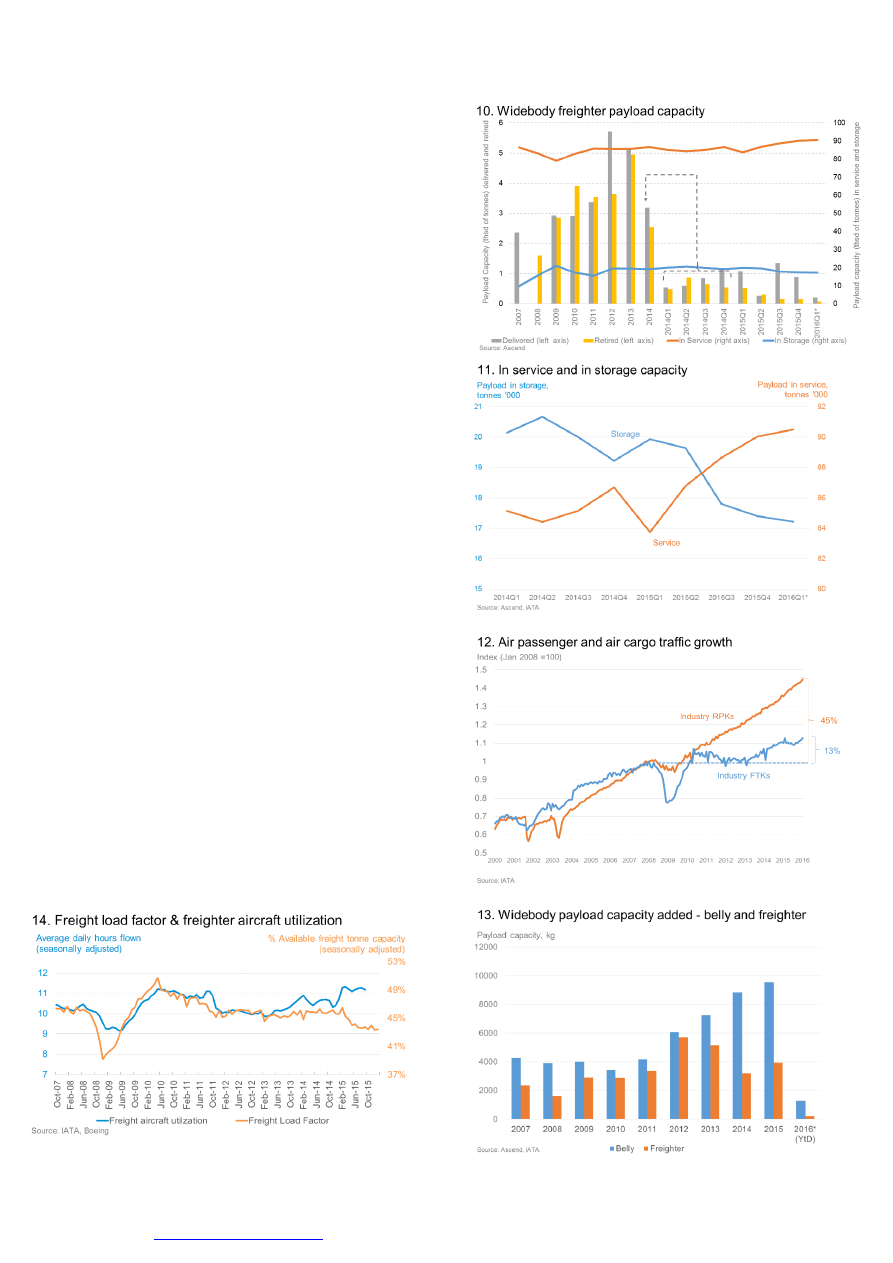 10. Widebody freighter payload capacity
Payload Capacity (thsd of tonnes) delivered and retired
Payload capacity (thsd of tonnes) in service and storage
6
5
4
3
2
1
0
100
90
80
70
60
50
40
30
20
10
0
2007
2008
2009
2010
2011
2012
2013
2014
2014Q1
2014Q2
2014Q3
2014Q4
2015Q1
2015Q2
2015Q3
2015Q4
2016Q1*
Delivered (left axis) Retired (left axis) In Service (right axis) In Storage (right axis)
Source: Ascend
11. In service and in storage capacity
Payload in storage,
tonnes '000
Payload in service,
tonnes '000
21
20
19
18
17
16
15
92
90
88
86
84
82
80
Storage
Service
2014Q1 2014Q2 2014Q3 2014Q4 2015Q1 2015Q2 2015Q3 2015Q4 2016Q1*
Source: Ascend, IATA
12. Air passenger and air cargo traffic growth
Index (Jan 2008 =100)
1.5
1.4
1.3
1.2
1.1
1
0.9
0.8
0.7
0.6
0.5
Industry RPKs
45%
13%
Industry FTKs
2000 2001 2002 2003 2004 2005 2006 2007 2008 2009 2010 2011 2012 2013 2014 2015 2016
Source: IATA
13. Widebody payload capacity added - belly and freighter
Payload capacity, kg
12000
10000
8000
6000
4000
2000
0
2007 2008 2009 2010 2011 2012 2013 2014 2015 2016*
(YtD)
Belly Freighter
Source: Ascend, IATA
14. Freight load factor & freighter aircraft utilization
Average daily hours flown
(seasonally adjusted)
% Available freight tonne capacity
(seasonally adjusted)
12
11
10
9
8
7
53%
49%
45%
41%
37%
Oct-07
Feb-08
Jun-08
Oct-08
Feb-09
Jun-09
Oct-09
Feb-10
Jun-10
Oct-10
Feb-11
Jun-11
Oct-11
Feb-12
Jun-12
Oct-12
Feb-13
Jun-13
Oct-13
Feb-14
Jun-14
Oct-14
Feb-15
Jun-15
Oct-15
Freight aircraft utilzation Freight Load Factor
Source: IATA, Boeing